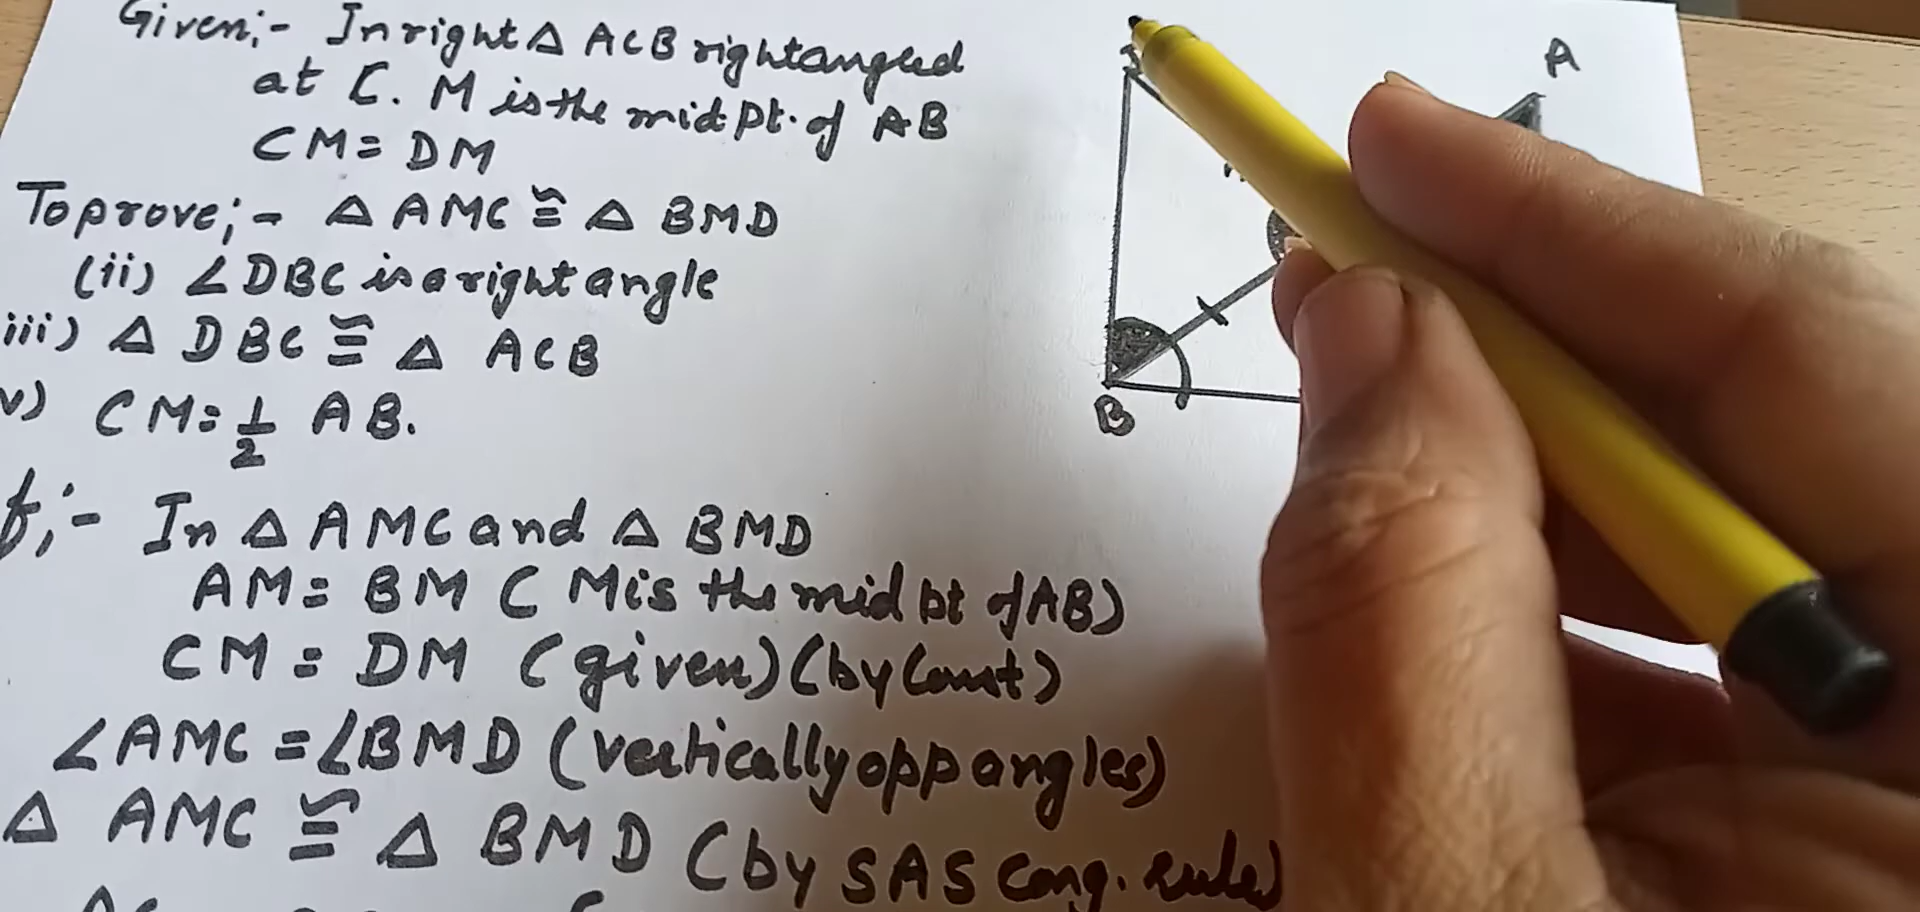 Given;- In right △ ACB rightangled
at C. M is the mid pt. of AB
CM = DM
To prove;- △ AMC ≅ △ BMD
(ii) ∠DBC is a right angle
iii) △ DBC ≅ △ ACB
v) CM = 1/2 AB.
f;- In △ AMC and △ BMD
AM = BM ( M is the mid pt of AB)
CM = DM (given) (by Const)
∠AMC = ∠BMD (vertically opp angles)
△ AMC ≅ △ BMD (by SAS Cong. rule)
A
B